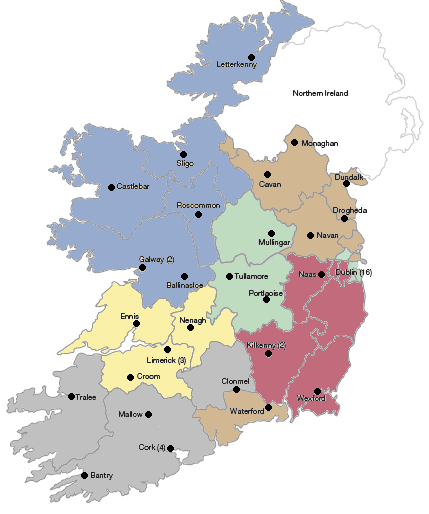 Letterkenny
Northern Ireland
Monaghan
Sligo
Cavan
Dundalk
Castlebar
Roscommon
Drogheda
Navan
Mullingar
Galway (2)
Naas
Dublin (16)
Ballinasloe
Tullamore
Portlaoise
Ennis
Nenagh
Kilkenny (2)
Limerick (3)
Croom
Clonmel
Tralee
Wexford
Mallow
Waterford
Cork (4)
Bantry